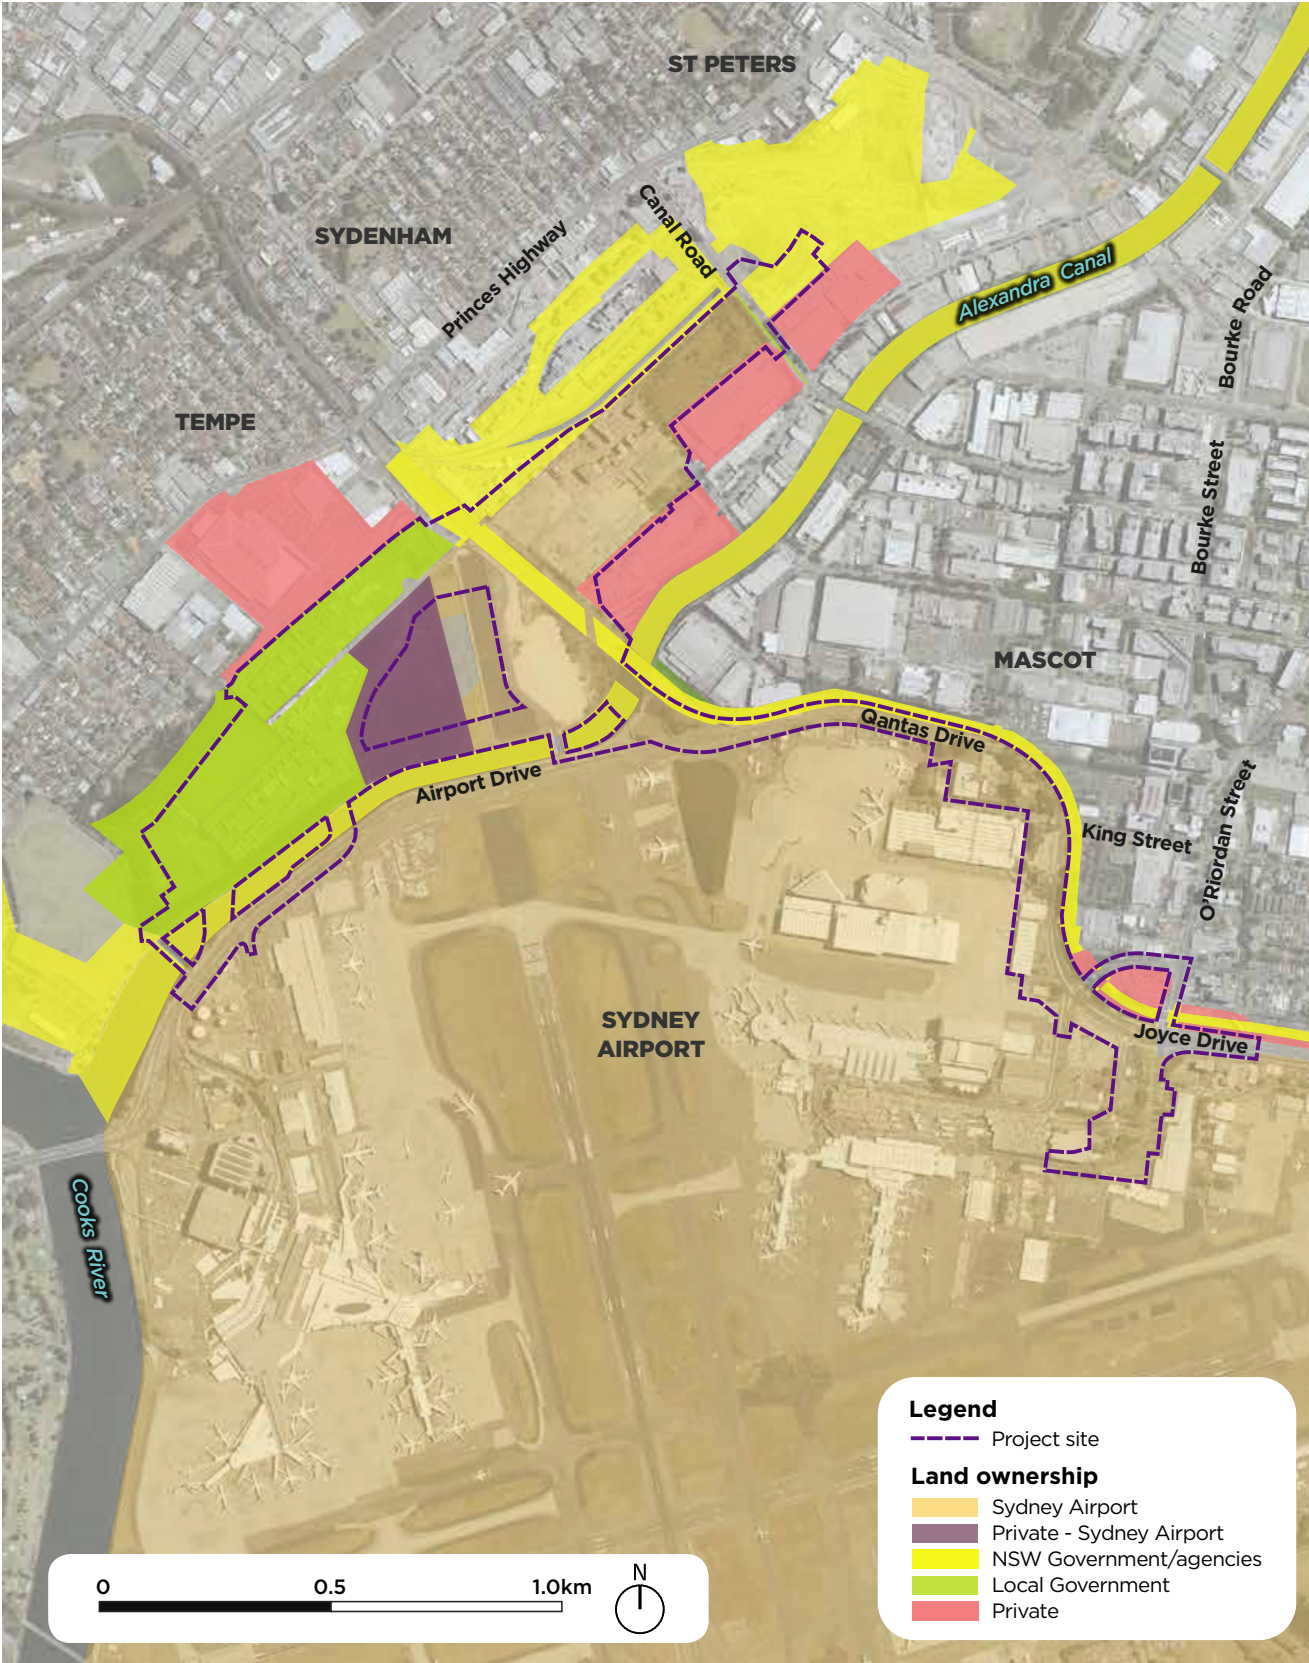 ST PETERS
Canal Road
SYDENHAM
Princes Highway
Alexandra Canal
Bourke Road
TEMPE
Bourke Street
MASCOT
Qantas Drive
Airport Drive
King Street
O'Riordan Street
SYDNEY
AIRPORT
Joyce Drive
Cooks River
Legend
Project site
Land ownership
Sydney Airport
Private - Sydney Airport
NSW Government/agencies
Local Government
Private
0 0.5 1.0km
N